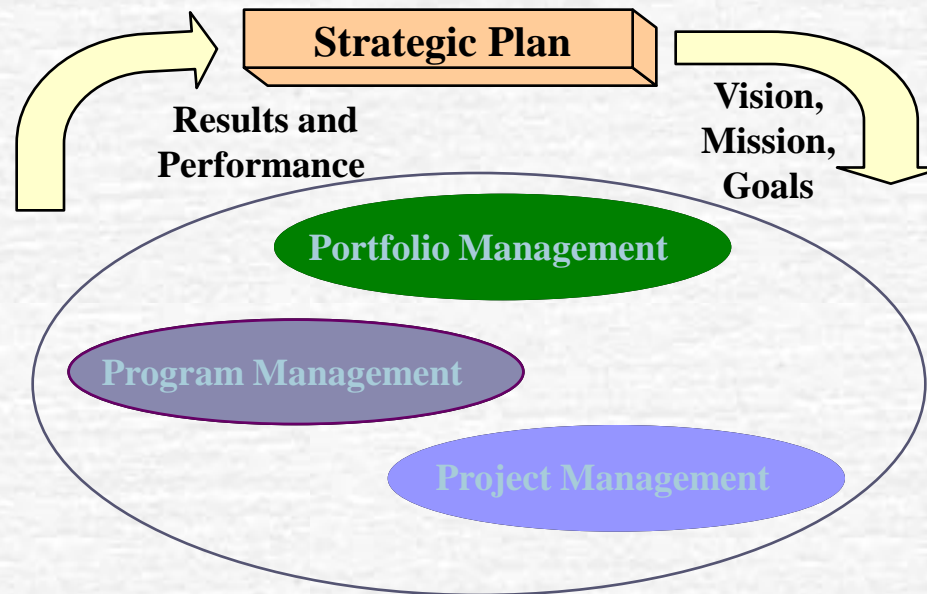 Strategic Plan
Results and
Performance
Vision,
Mission,
Goals
Portfolio Management
Program Management
Project Management